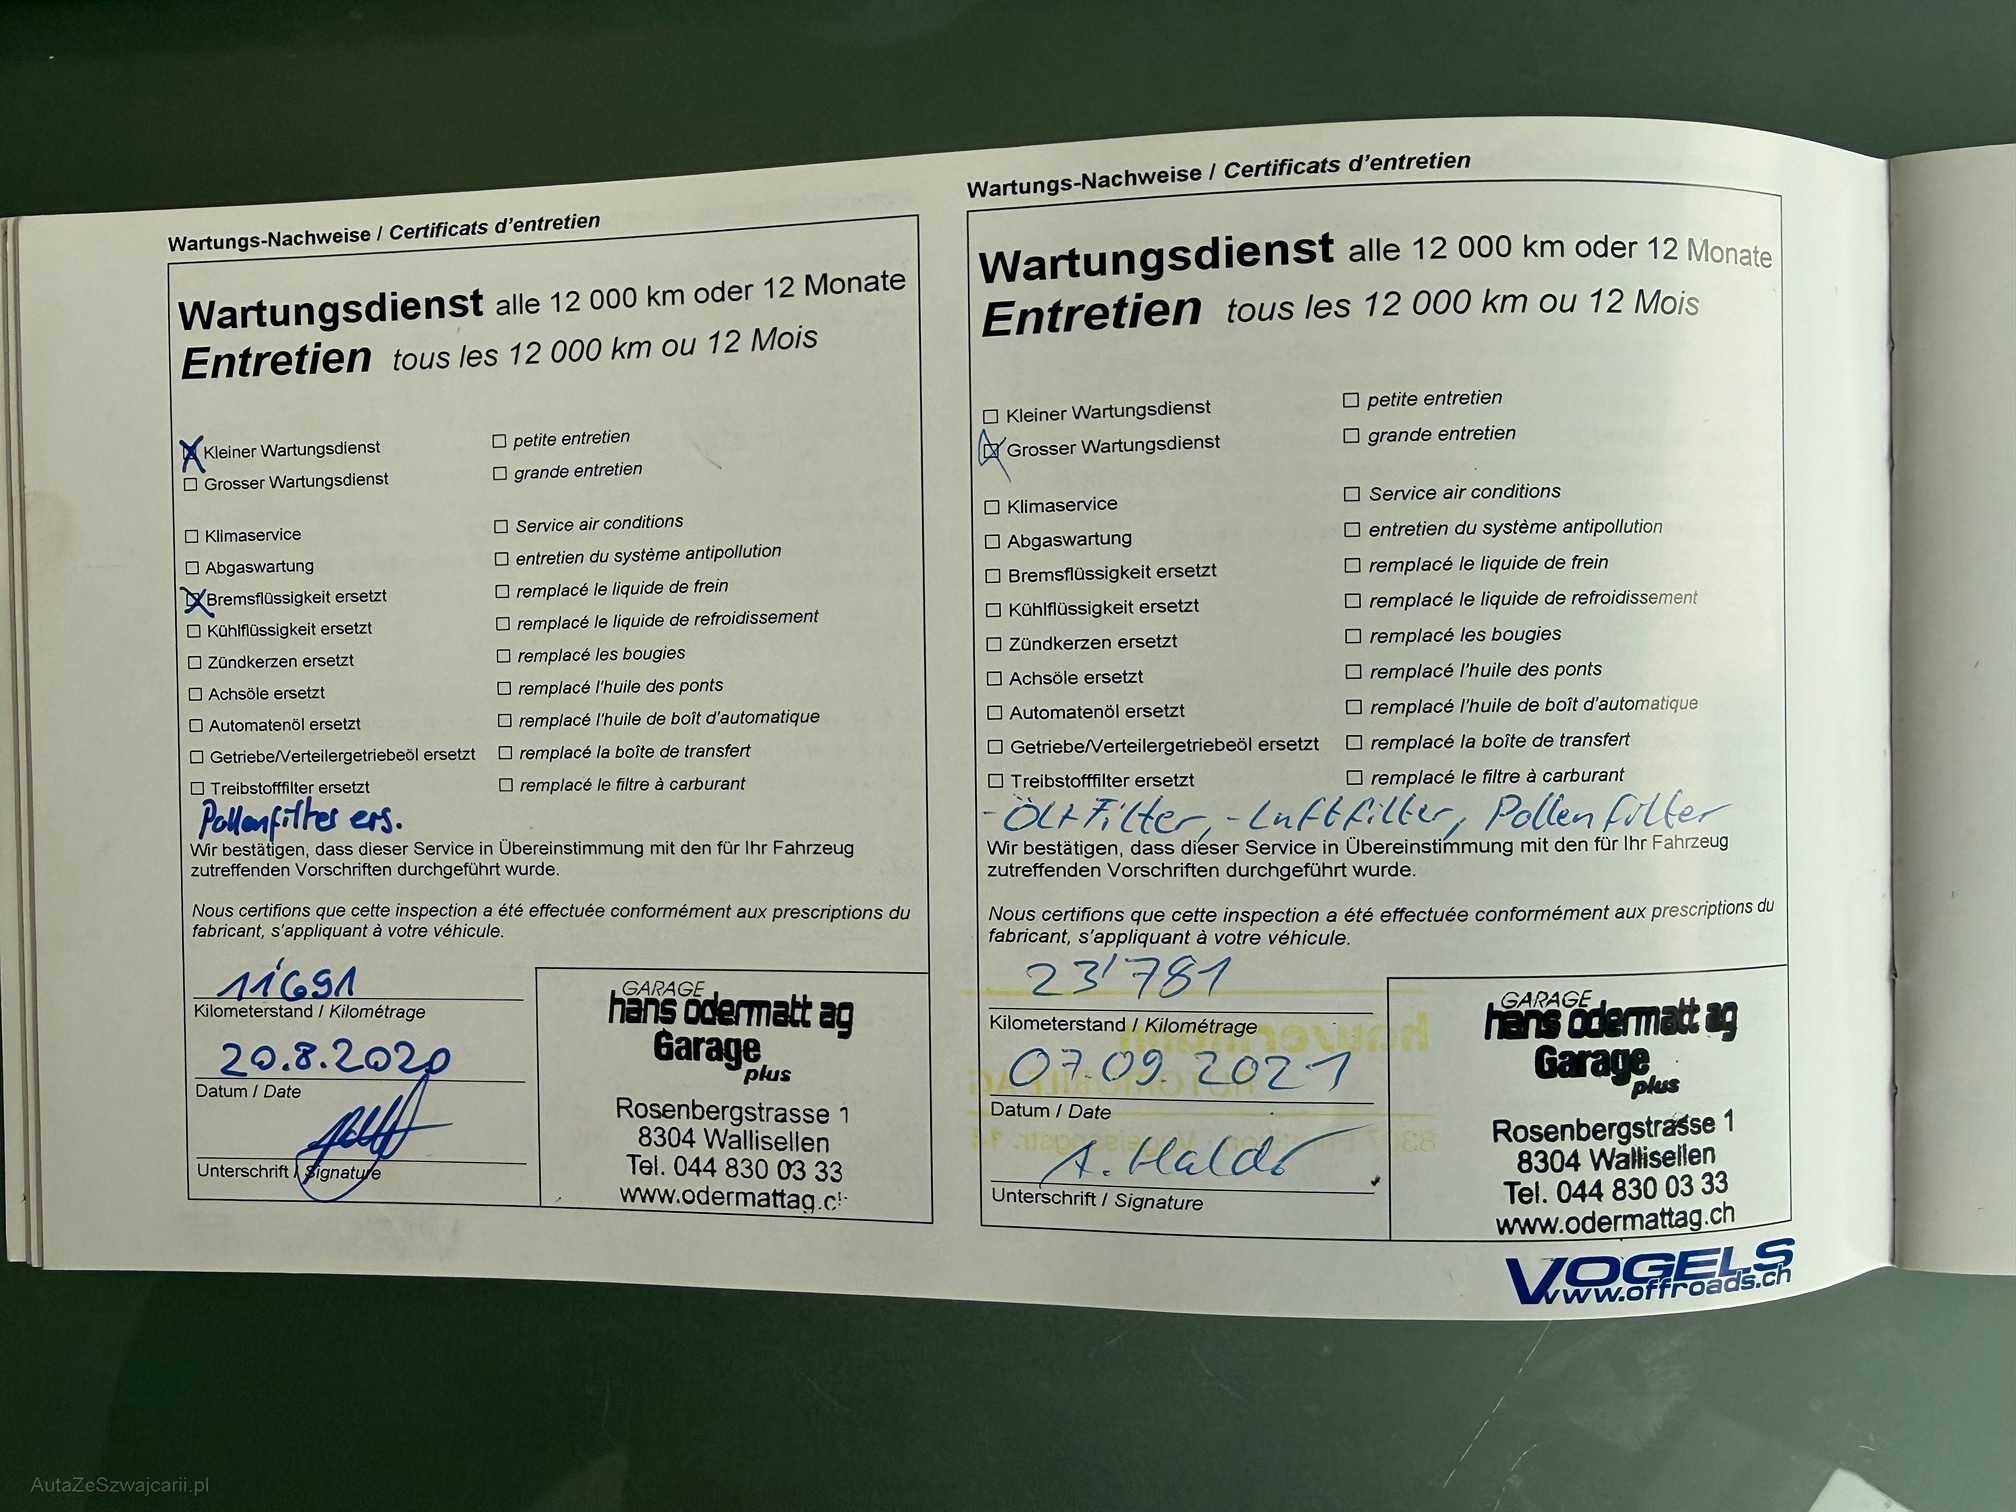 Wartungs-Nachweise / Certificats d'entretien
Wartungsdienst alle 12 000 km oder 12 Monate
Entretien tous les 12 000 km ou 12 Mois
Kleiner Wartungsdienst
petite entretien
Grosser Wartungsdienst
grande entretien
Klimaservice
Service air conditions
Abgaswartung
entretien du système antipollution
Bremsflüssigkeit ersetzt
remplacé le liquide de frein
Kühlflüssigkeit ersetzt
remplacé le liquide de refroidissement
Zündkerzen ersetzt
remplacé les bougies
Achsöle ersetzt
remplacé l'huile des ponts
Automatenöl ersetzt
remplacé l'huile de boît d'automatique
Getriebe/Verteilergetriebeöl ersetzt
remplacé la boîte de transfert
Treibstofffilter ersetzt
remplacé le filtre à carburant
Pollenfilter ers.
Wir bestätigen, dass dieser Service in Übereinstimmung mit den für Ihr Fahrzeug
zutreffenden Vorschriften durchgeführt wurde.
Nous certifions que cette inspection a été effectuée conformément aux prescriptions du
fabricant, s'appliquant à votre véhicule.
11'691
Kilometerstand / Kilométrage
20.8.2020
Datum / Date
Unterschrift / Signature
GARAGE
hans odermatt ag
Garage
plus
Rosenbergstrasse 1
8304 Wallisellen
Tel. 044 830 03 33
www.odermattag.ch
Wartungs-Nachweise / Certificats d'entretien
Wartungsdienst alle 12 000 km oder 12 Monate
Entretien tous les 12 000 km ou 12 Mois
Kleiner Wartungsdienst
petite entretien
Grosser Wartungsdienst
grande entretien
Klimaservice
Service air conditions
Abgaswartung
entretien du système antipollution
Bremsflüssigkeit ersetzt
remplacé le liquide de frein
Kühlflüssigkeit ersetzt
remplacé le liquide de refroidissement
Zündkerzen ersetzt
remplacé les bougies
Achsöle ersetzt
remplacé l'huile des ponts
Automatenöl ersetzt
remplacé l'huile de boît d'automatique
Getriebe/Verteilergetriebeöl ersetzt
remplacé la boîte de transfert
Treibstofffilter ersetzt
remplacé le filtre à carburant
- Öl+Filter, - Luftfilter, Pollenfilter
Wir bestätigen, dass dieser Service in Übereinstimmung mit den für Ihr Fahrzeug
zutreffenden Vorschriften durchgeführt wurde.
Nous certifions que cette inspection a été effectuée conformément aux prescriptions du
fabricant, s'appliquant à votre véhicule.
23'781
Kilometerstand / Kilométrage
07.09.2021
Datum / Date
Unterschrift / Signature
GARAGE
hans odermatt ag
Garage
plus
Rosenbergstrasse 1
8304 Wallisellen
Tel. 044 830 03 33
www.odermattag.ch
VOGELS
www.offroads.ch
AutaZeSzwajcarii.pl